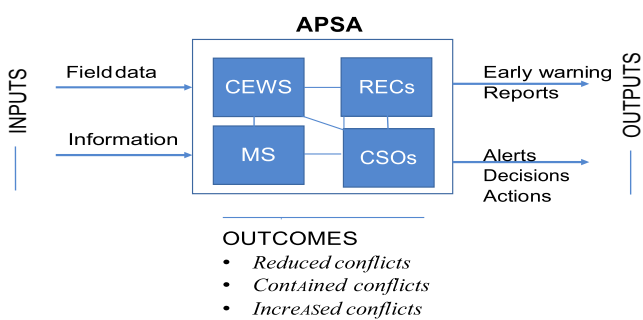 APSA
INPUTS
Field data
Information
CEWS
RECs
MS
CSOs
Early warning
Reports
Alerts
Decisions
Actions
OUTPUTS
OUTCOMES
• Reduced conflicts
• ContAined conflicts
• IncreASed conflicts